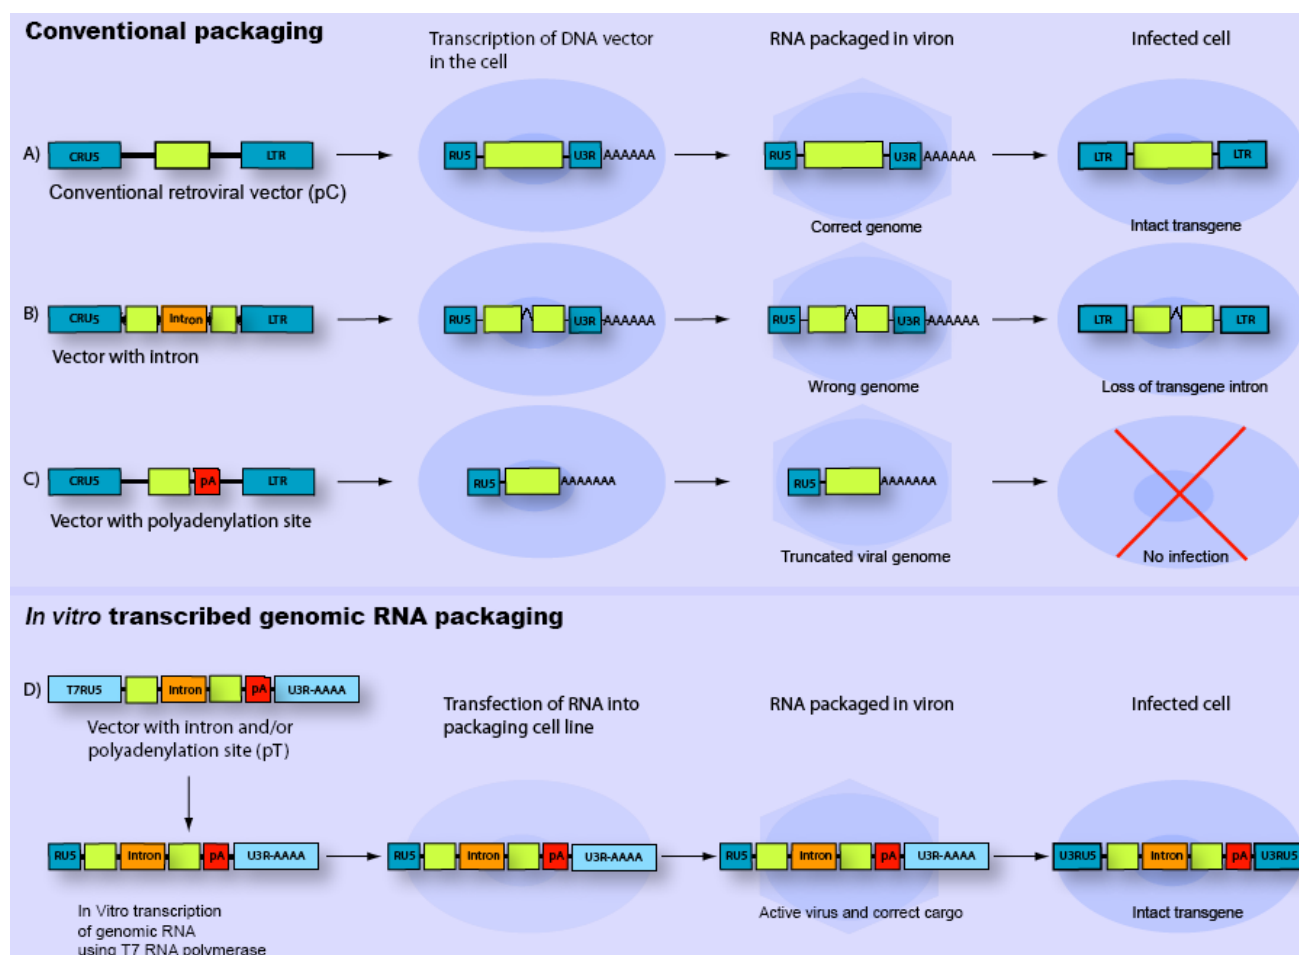 Conventional packaging
Transcription of DNA vector
in the cell
RNA packaged in viron
Infected cell
A)
CRU5
LTR
RU5
U3R
AAAAAA
RU5
U3R
AAAAAA
LTR
LTR
Conventional retroviral vector (pC)
Correct genome
Intact transgene
B)
CRU5
Intron
LTR
RU5
U3R
AAAAAA
RU5
U3R
AAAAAA
LTR
LTR
Vector with intron
Wrong genome
Loss of transgene intron
C)
CRU5
pA
LTR
RU5
AAAAAAA
RU5
AAAAAAA
Vector with polyadenylation site
Truncated viral genome
No infection
In vitro transcribed genomic RNA packaging
D)
T7RU5
Intron
pA
U3R-AAAA
Vector with intron and/or
polyadenylation site (pT)
Transfection of RNA into
packaging cell line
RNA packaged in viron
Infected cell
RU5
Intron
pA
U3R-AAAA
RU5
Intron
pA
U3R-AAAA
RU5
Intron
pA
U3R-AAAA
U3RU5
Intron
pA
U3RU5
In Vitro transcription
of genomic RNA
using T7 RNA polymerase
Active virus and correct cargo
Intact transgene